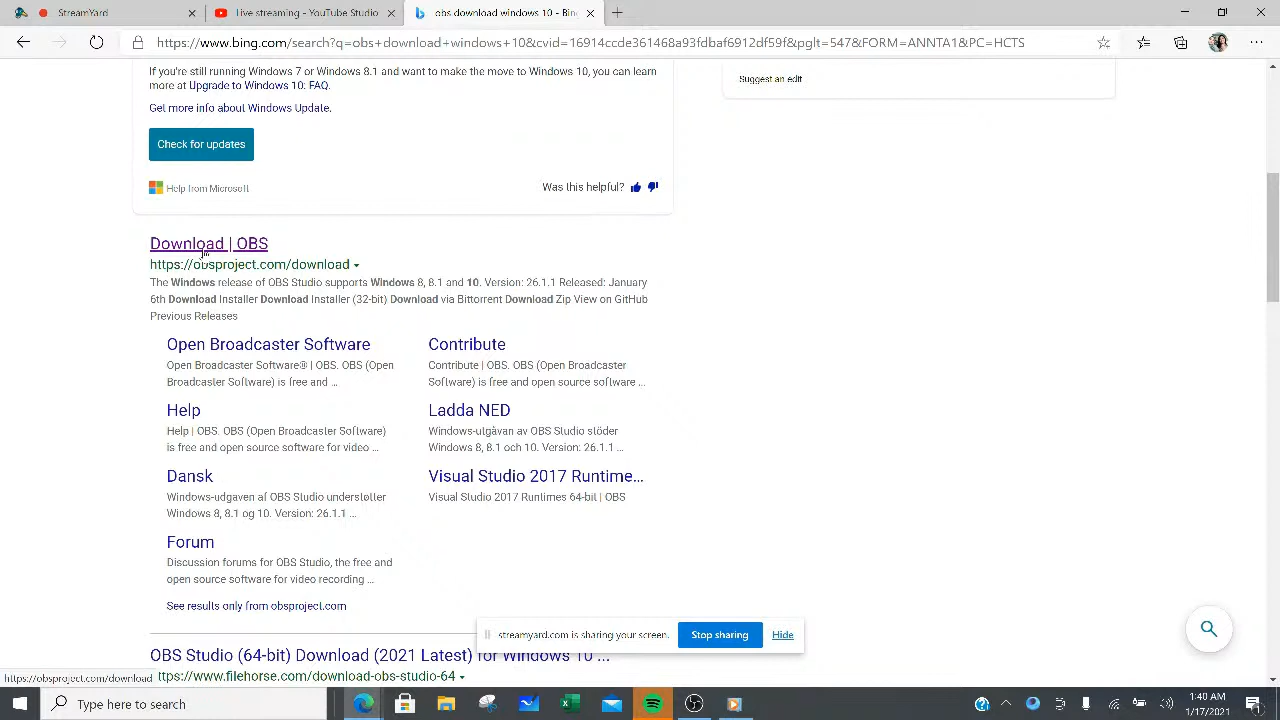 StreamYard
Live streaming - YouTube Studio
obs download windows 10 - Bing
https://www.bing.com/search?q=obs+download+windows+10&cvid=16914ccde361468a93fdbaf6912df59f&pglt=547&FORM=ANNTA1&PC=HCTS
If you're still running Windows 7 or Windows 8.1 and want to make the move to Windows 10, you can learn
more at Upgrade to Windows 10: FAQ.
Get more info about Windows Update.
Check for updates
Help from Microsoft
Was this helpful?
Suggest an edit
Download | OBS
https://obsproject.com/download
The Windows release of OBS Studio supports Windows 8, 8.1 and 10. Version: 26.1.1 Released: January
6th Download Installer Download Installer (32-bit) Download via Bittorrent Download Zip View on GitHub
Previous Releases
Open Broadcaster Software
Open Broadcaster Software® | OBS. OBS (Open
Broadcaster Software) is free and ...
Contribute
Contribute | OBS. OBS (Open Broadcaster
Software) is free and open source software ...
Help
Help | OBS. OBS (Open Broadcaster Software)
is free and open source software for video ...
Ladda NED
Windows-utgåvan av OBS Studio stöder
Windows 8, 8.1 och 10. Version: 26.1.1 ...
Dansk
Windows-udgaven af OBS Studio understøtter
Windows 8, 8.1 og 10. Version: 26.1.1 ...
Visual Studio 2017 Runtime...
Visual Studio 2017 Runtimes 64-bit | OBS
Forum
Discussion forums for OBS Studio, the free and
open source software for video recording ...
See results only from obsproject.com
streamyard.com is sharing your screen.
Stop sharing
Hide
OBS Studio (64-bit) Download (2021 Latest) for Windows 10 ...
https://obsproject.com/download
https://www.filehorse.com/download-obs-studio-64
Type here to search
1:40 AM
1/17/2021